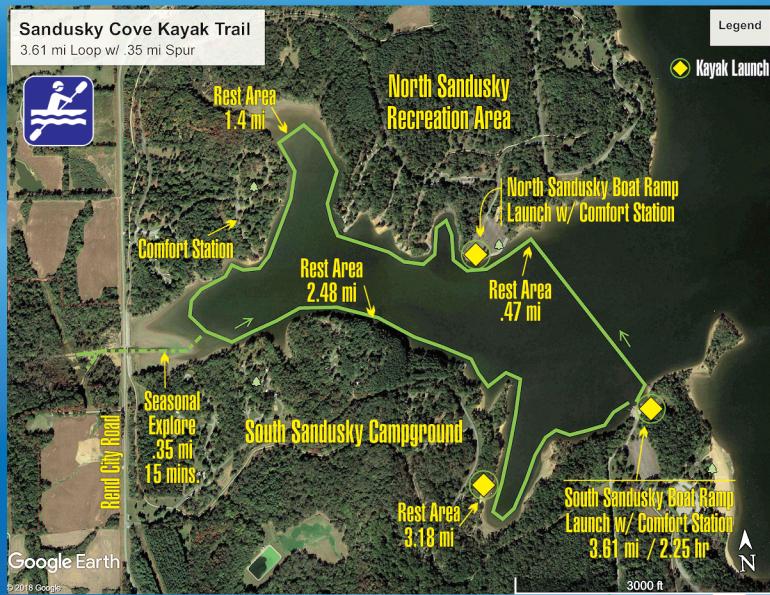 Sandusky Cove Kayak Trail
3.61 mi Loop w/ .35 mi Spur
Legend
Kayak Launch
Rest Area
1.4 mi
North Sandusky
Recreation Area
North Sandusky Boat Ramp
Launch w/ Comfort Station
Comfort Station
Rest Area
2.48 mi
Rest Area
.47 mi
Seasonal
Explore
.35 mi
15 mins.
Rend City Road
South Sandusky Campground
Rest Area
3.18 mi
South Sandusky Boat Ramp
Launch w/ Comfort Station
3.61 mi / 2.25 hr
N
Google Earth
© 2018 Google
3000 ft